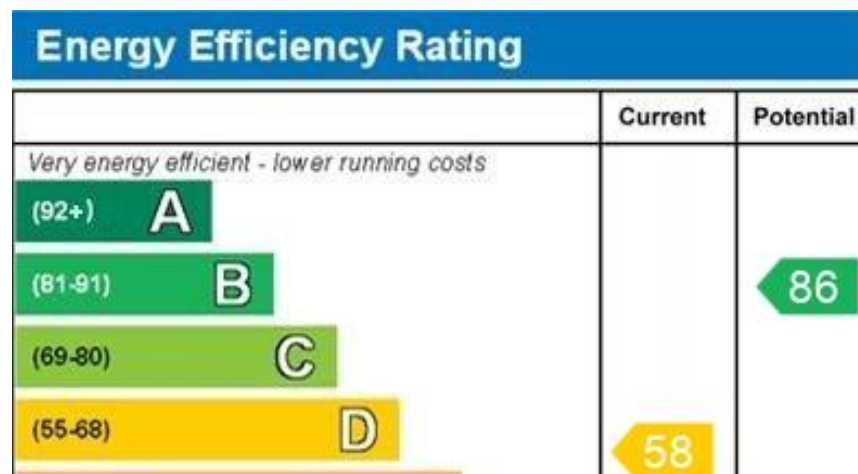 Energy Efficiency Rating
Current Potential
Very energy efficient - lower running costs
(92+) A
(81-91) B
86
(69-80) C
(55-68) D
58